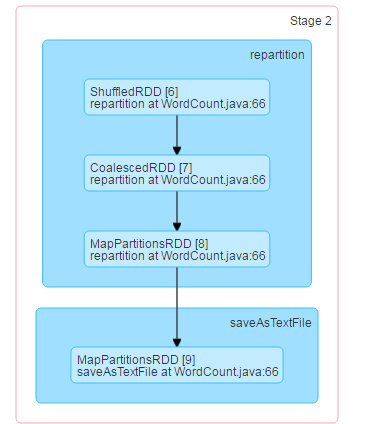 Stage 2
repartition
ShuffledRDD [6]
repartition at WordCount.java:66
CoalescedRDD [7]
repartition at WordCount.java:66
MapPartitionsRDD [8]
repartition at WordCount.java:66
saveAsTextFile
MapPartitionsRDD [9]
saveAsTextFile at WordCount.java:66